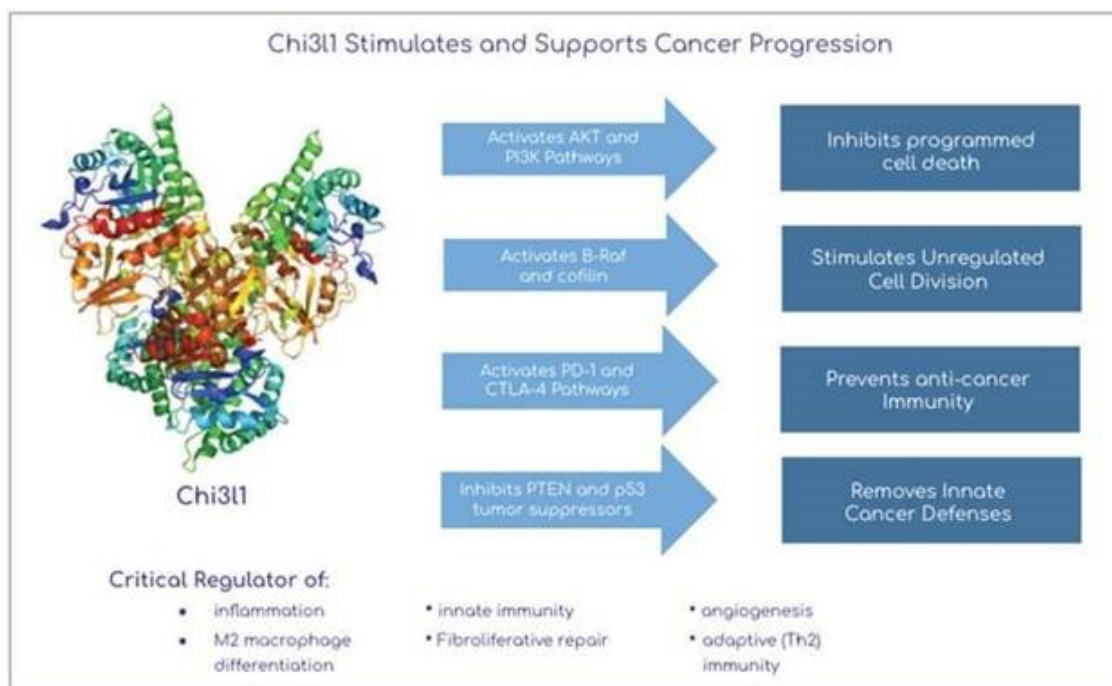 Chi3l1 Stimulates and Supports Cancer Progression
Activates AKT and
PI3K Pathways
Inhibits programmed
cell death
Activates B-Raf
and cofilin
Stimulates Unregulated
Cell Division
Activates PD-1 and
CTLA-4 Pathways
Prevents anti-cancer
Immunity
Inhibits PTEN and p53
tumor suppressors
Removes Innate
Cancer Defenses
Chi3l1
Critical Regulator of:
• inflammation
• M2 macrophage
differentiation
• innate immunity
• Fibroliferative repair
• angiogenesis
• adaptive (Th2)
immunity